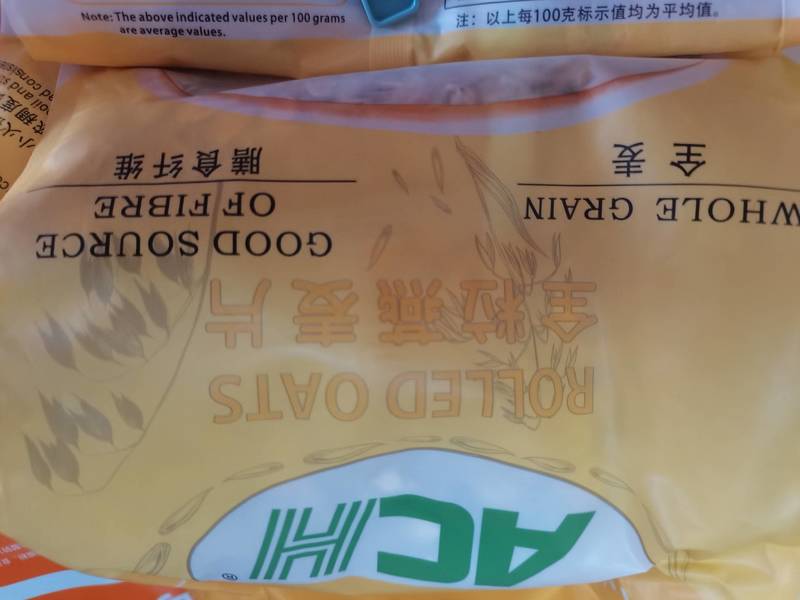 Note: The above indicated values per 100 grams
are average values.
注：以上每100克标示值均为平均值。
ACH
®
ROLLED OATS
全粒燕麦片
WHOLE GRAIN
全麦
GOOD SOURCE
OF FIBRE
膳食纤维